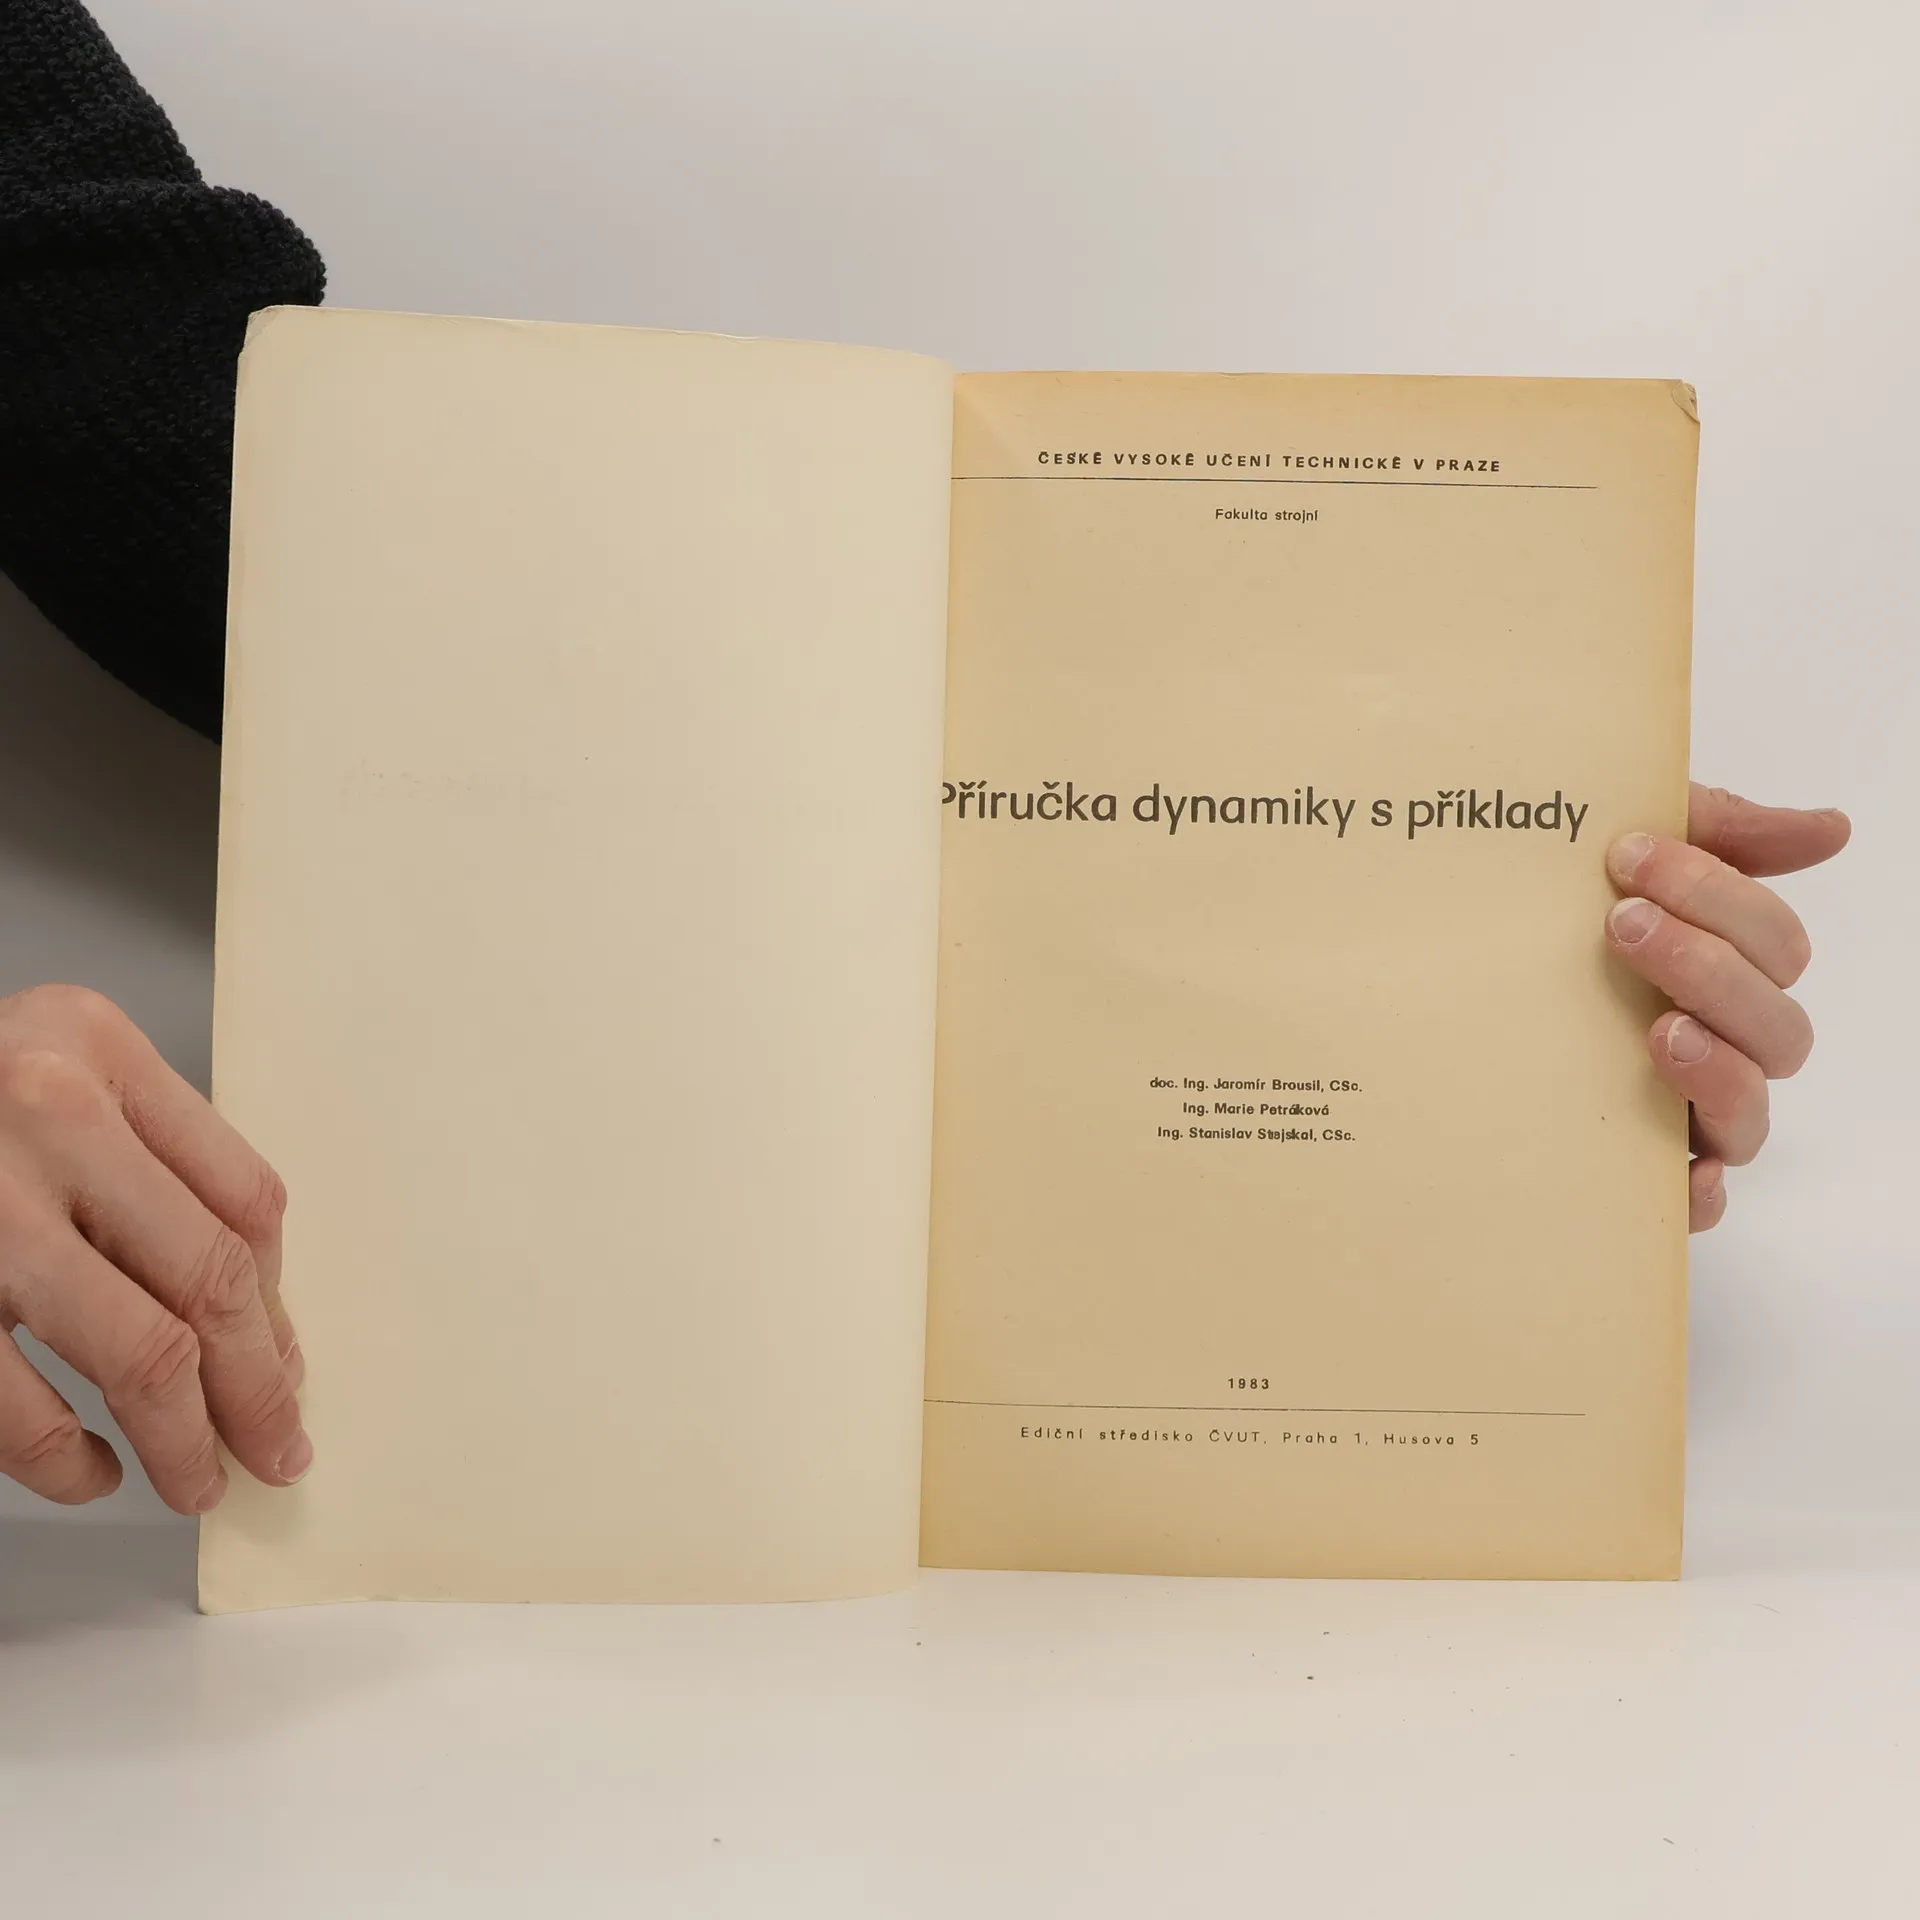 ČESKÉ VYSOKÉ UČENÍ TECHNICKÉ V PRAZE
Fakulta strojní
Příručka dynamiky s příklady
doc. Ing. Jaromír Brousil, CSc.
Ing. Marie Petráková
Ing. Stanislav Stejskal, CSc.
1983
Ediční středisko ČVUT, Praha 1, Husova 5